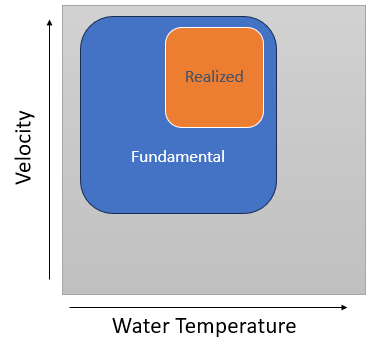 Realized
Fundamental
Velocity
Water Temperature